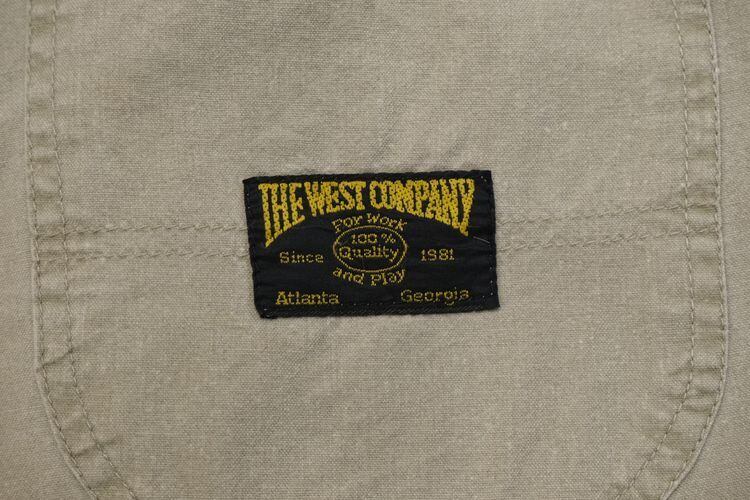 THE WEST COMPANY
For Work
100%
Since Quality 1981
and Play
Atlanta Georgia